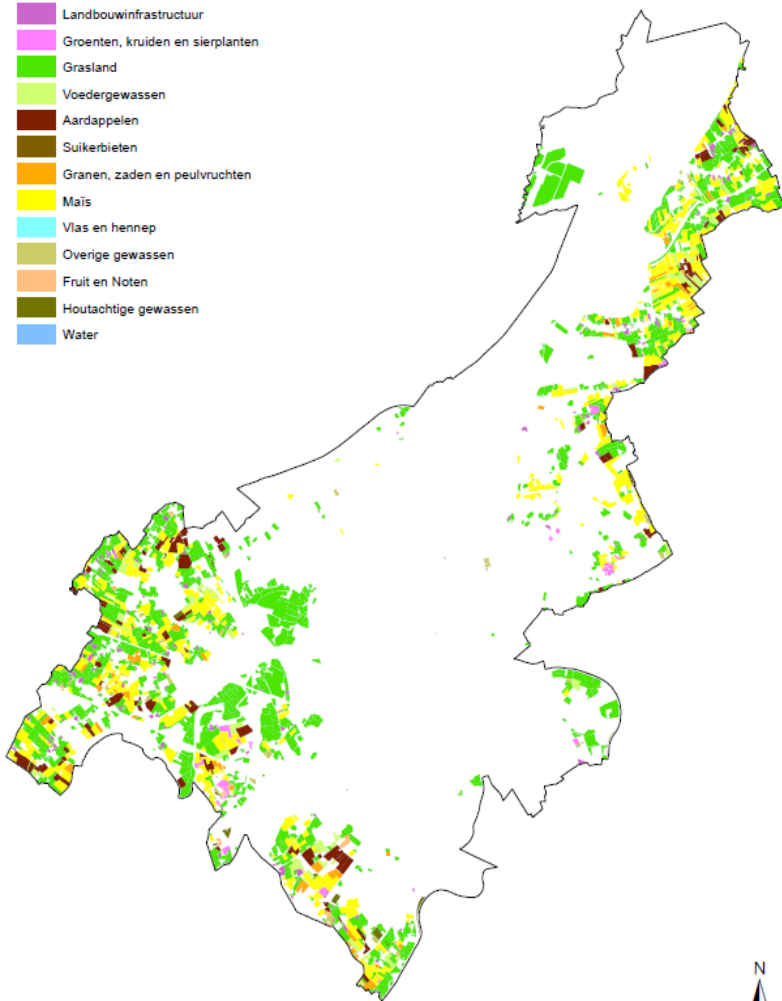 Landbouwinfrastructuur
Groenten, kruiden en sierplanten
Grasland
Voedergewassen
Aardappelen
Suikerbieten
Granen, zaden en peulvruchten
Maïs
Vlas en hennep
Overige gewassen
Fruit en Noten
Houtachtige gewassen
Water
N